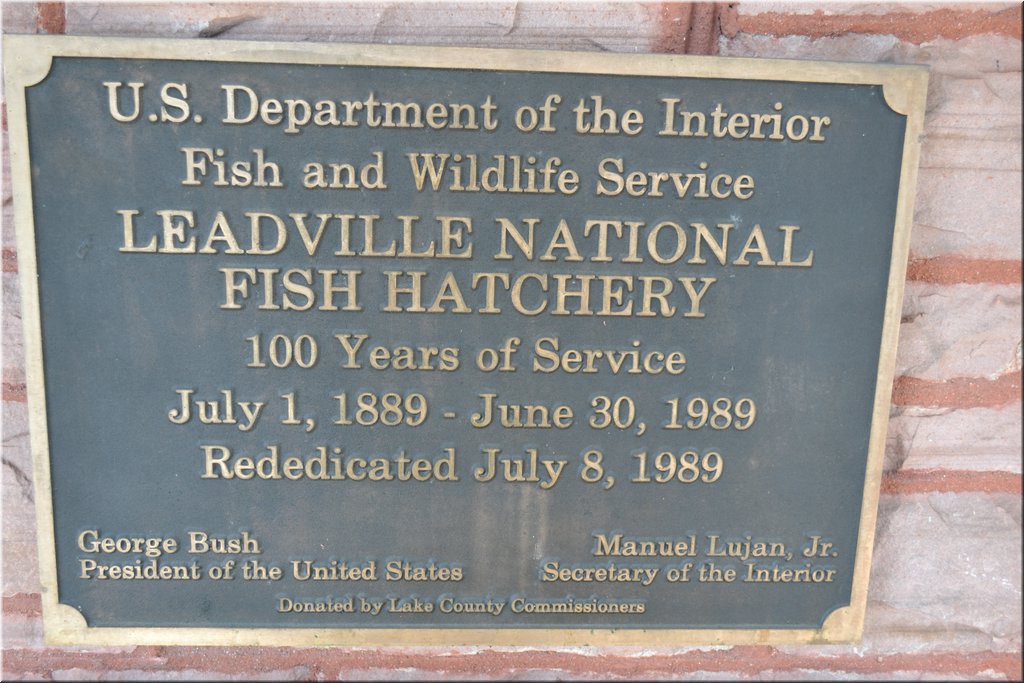 U.S. Department of the Interior
Fish and Wildlife Service
LEADVILLE NATIONAL
FISH HATCHERY
100 Years of Service
July 1, 1889 - June 30, 1989
Rededicated July 8, 1989
George Bush
President of the United States
Manuel Lujan, Jr.
Secretary of the Interior
Donated by Lake County Commissioners